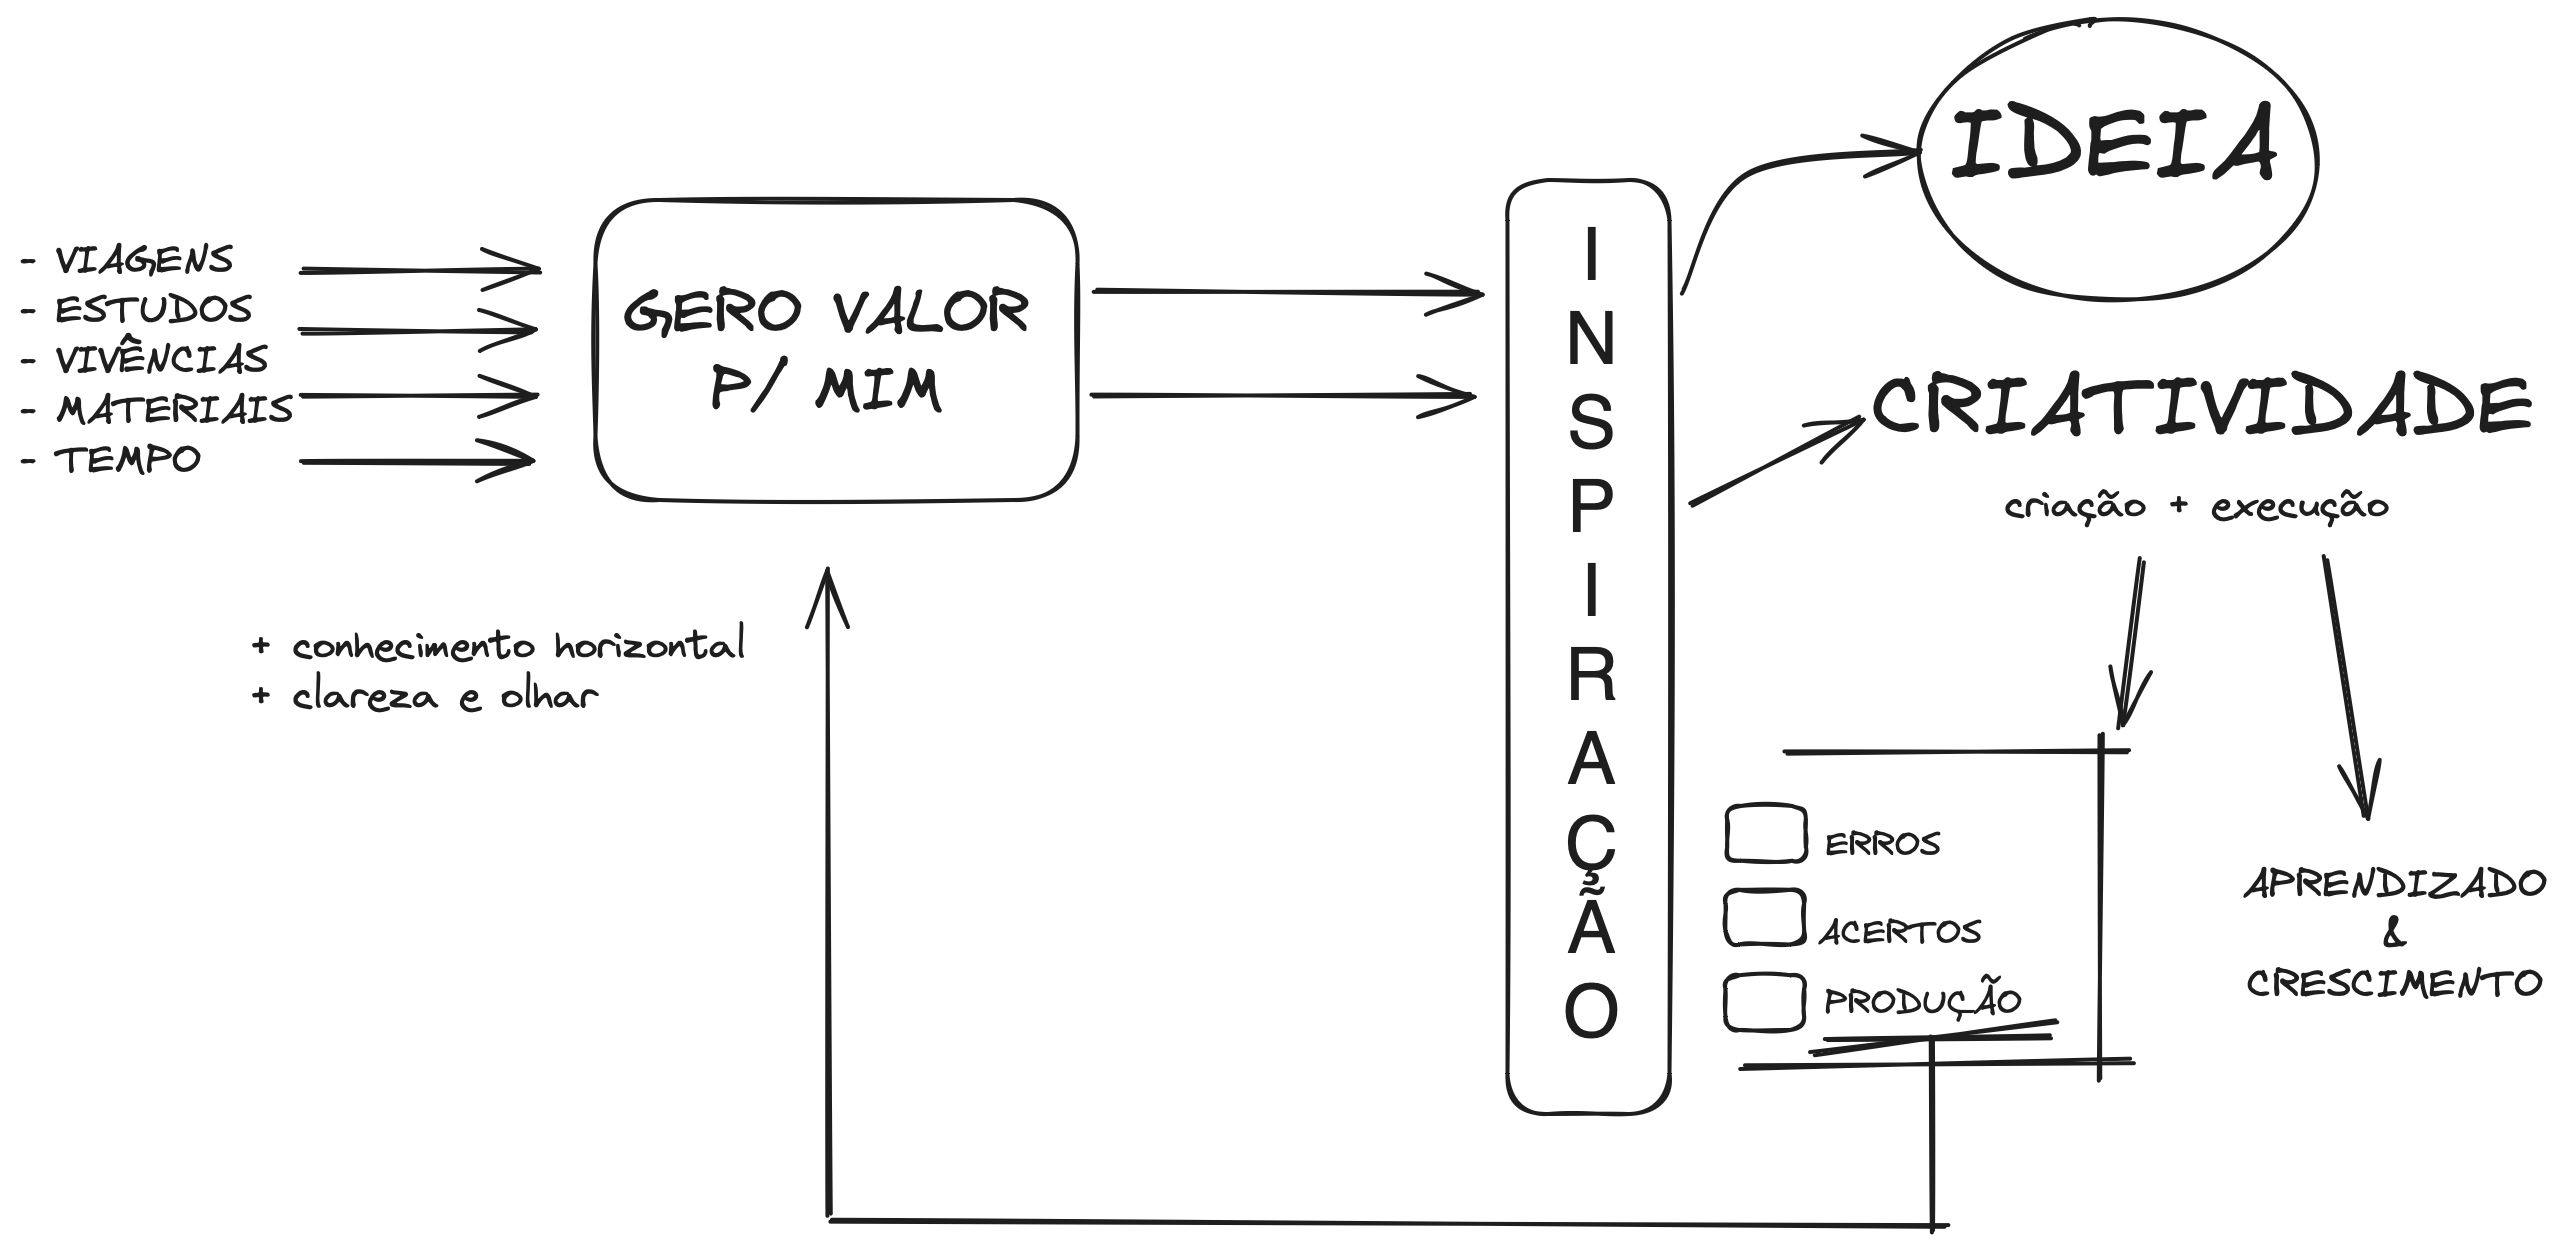 - VIAGENS
- ESTUDOS
- VIVÊNCIAS
- MATERIAIS
- TEMPO
GERO VALOR
P/ MIM
+ conhecimento horizontal
+ clareza e olhar
I
N
S
P
I
R
A
Ç
Ã
O
IDEIA
CRIATIVIDADE
criação + execução
ERROS
ACERTOS
PRODUÇÃO
APRENDIZADO
&
CRESCIMENTO